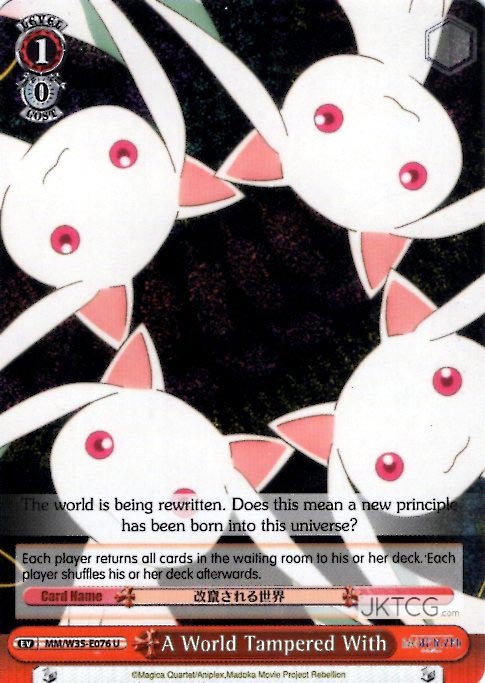 LEVEL
1
0
COST
The world is being rewritten. Does this mean a new principle
has been born into this universe?
Each player returns all cards in the waiting room to his or her deck. Each
player shuffles his or her deck afterwards.
Card Name 改竄される世界
JKTCG.com
EV MM/W35-E076 U A World Tampered With
©Magica Quartet/Aniplex,Madoka Movie Project Rebellion